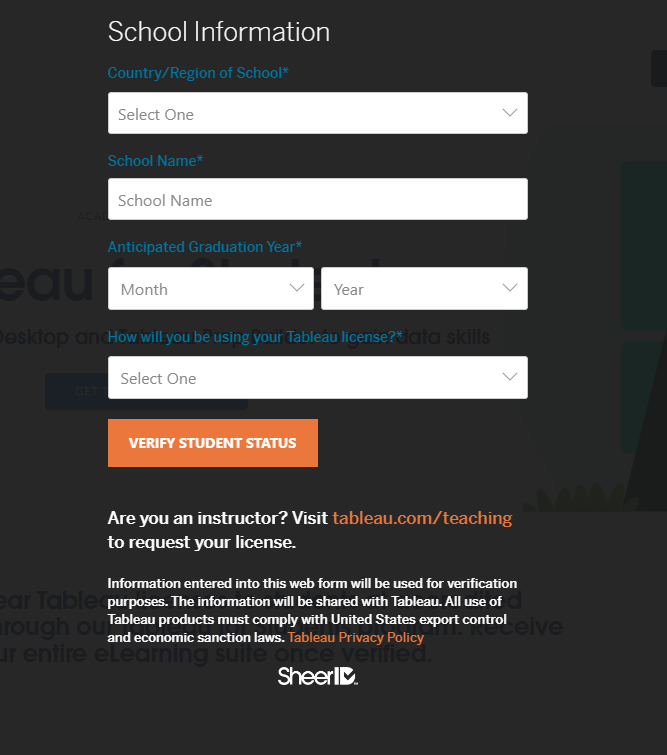 School Information
Country/Region of School*
Select One
School Name*
School Name
Anticipated Graduation Year*
Month
Year
How will you be using your Tableau license?*
Select One
VERIFY STUDENT STATUS
Are you an instructor? Visit tableau.com/teaching
to request your license.
Information entered into this web form will be used for verification
purposes. The information will be shared with Tableau. All use of
Tableau products must comply with United States export control
and economic sanction laws. Tableau Privacy Policy
SheerID